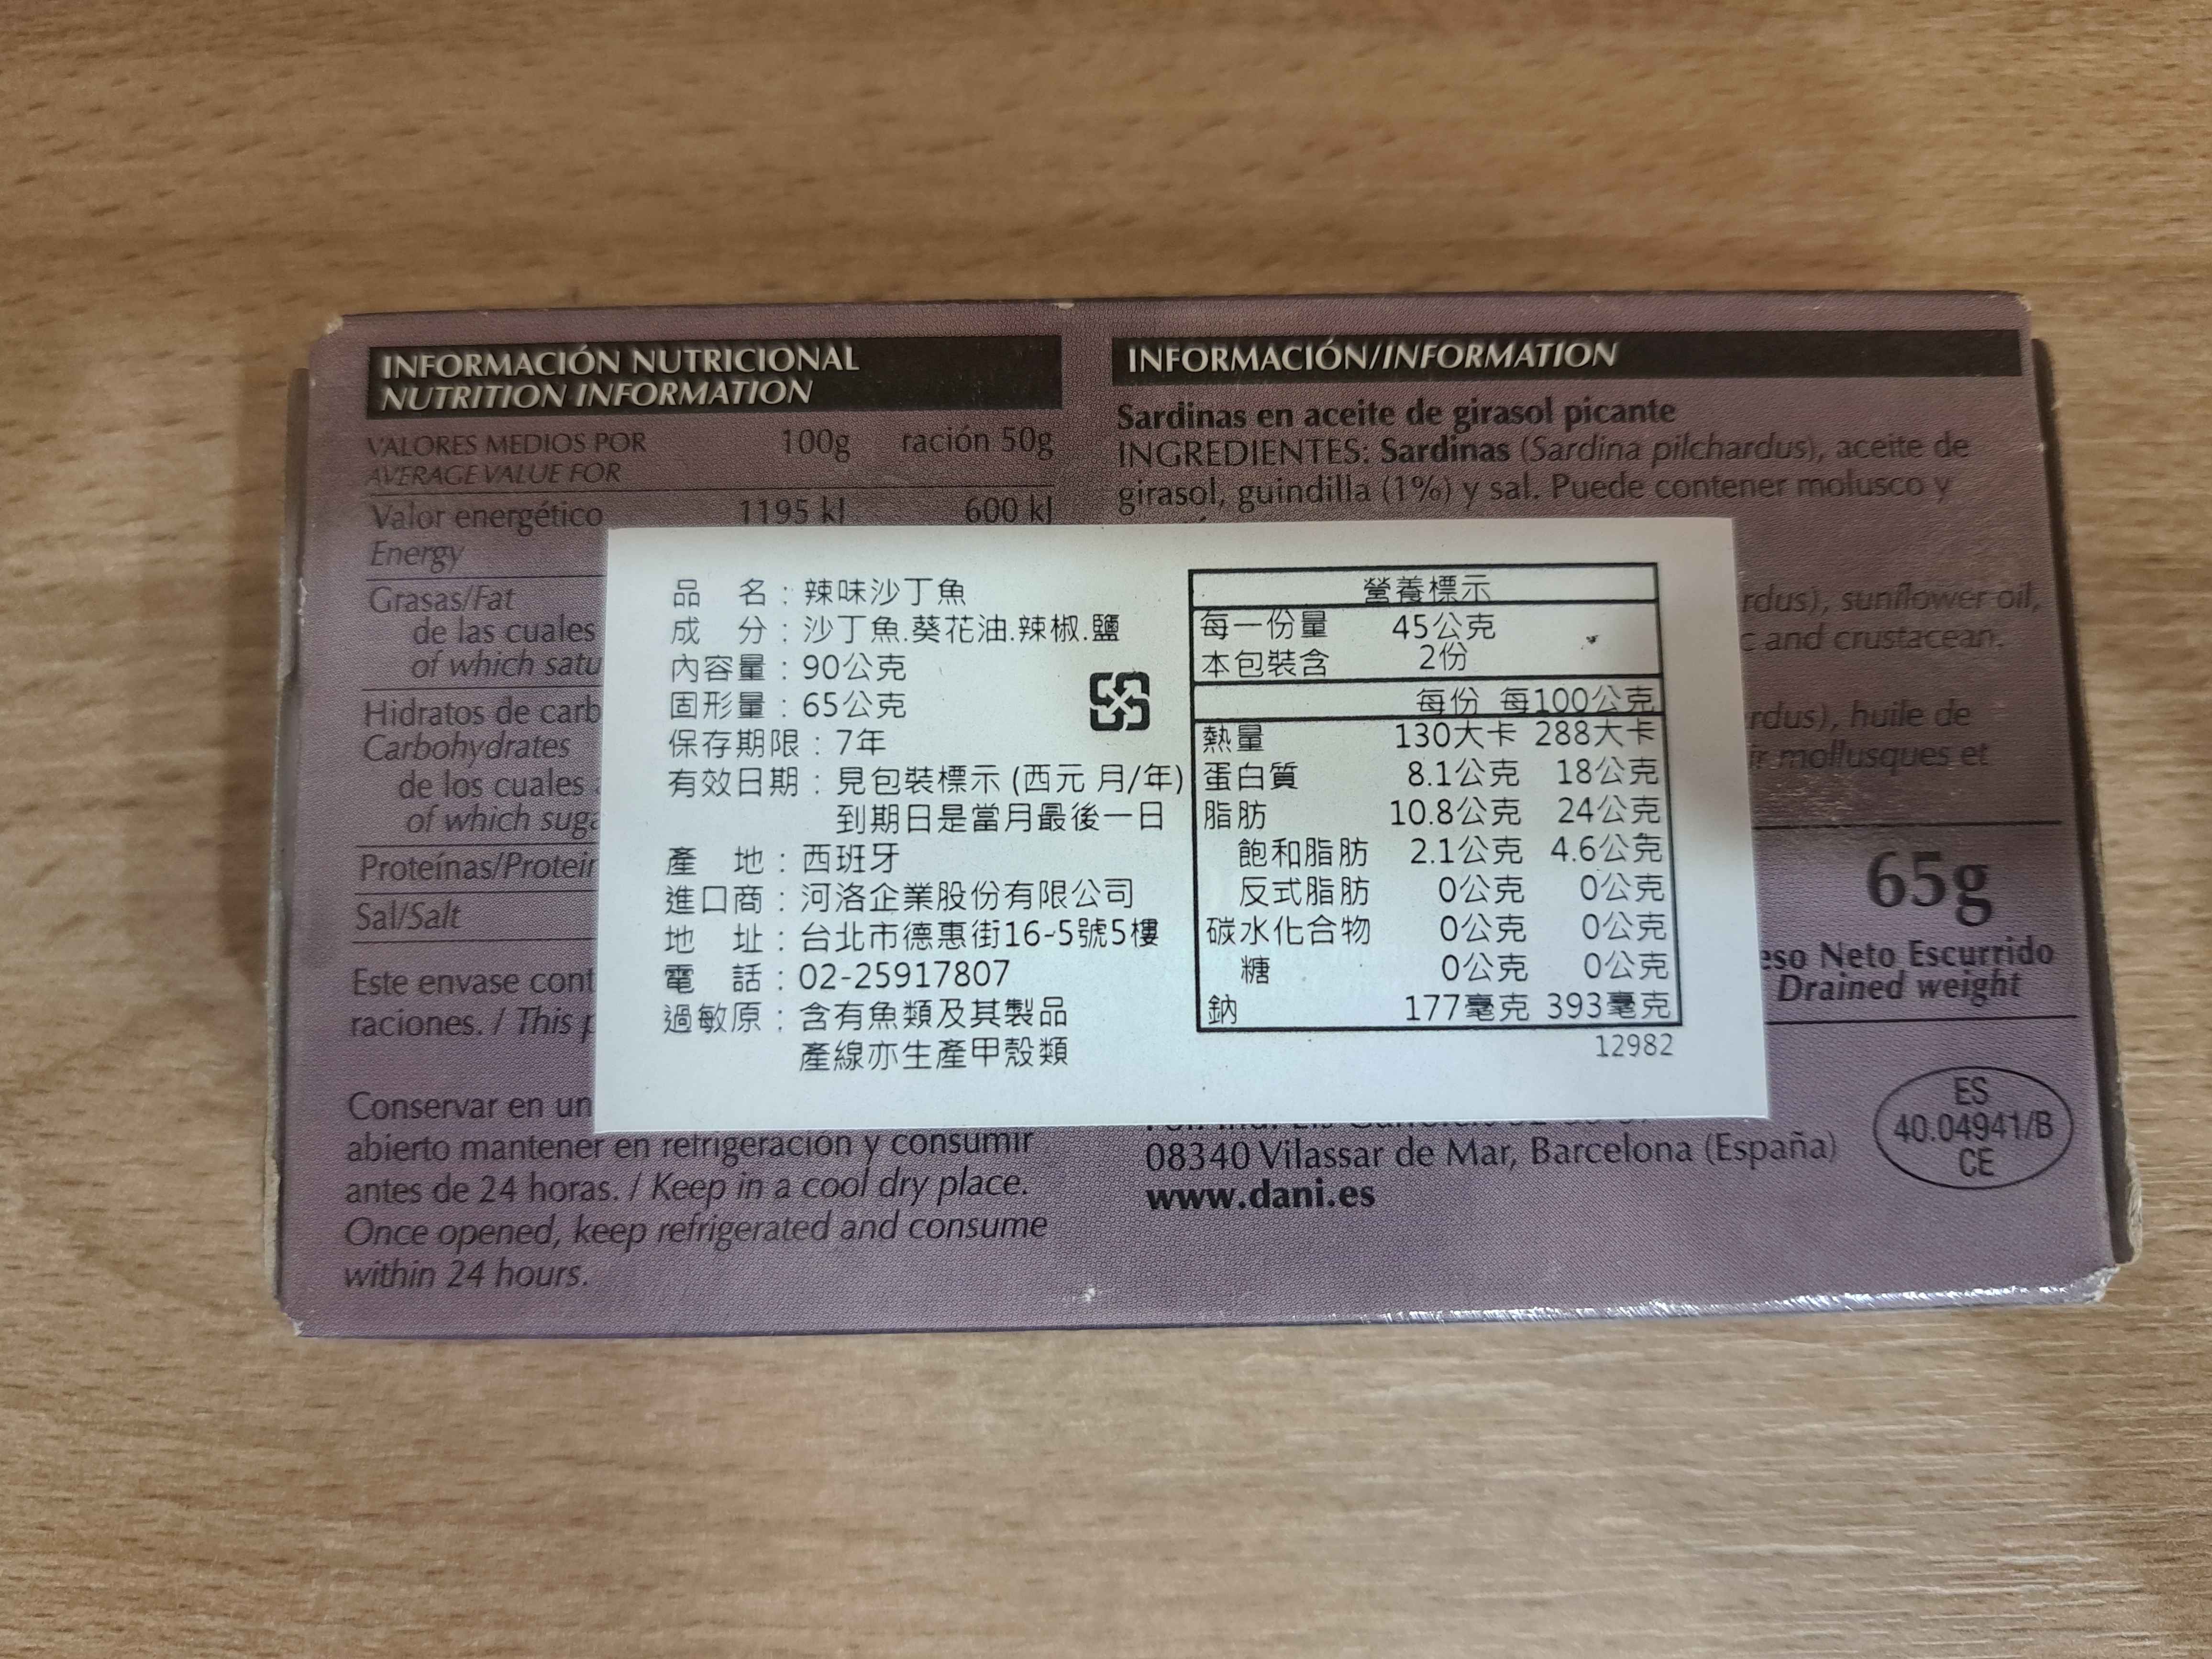 INFORMACIÓN NUTRICIONAL
NUTRITION INFORMATION
VALORES MEDIOS POR 100g ración 50g
AVERAGE VALUE FOR
Valor energético 1195 kJ 600 kJ
Energy
Grasas/Fat
de las cuales
of which satu
Hidratos de carb
Carbohydrates
de los cuales
of which suga
Proteínas/Protein
Sal/Salt
Este envase cont
raciones. / This p
Conservar en un
abierto mantener en refrigeración y consumir
antes de 24 horas. / Keep in a cool dry place.
Once opened, keep refrigerated and consume
within 24 hours.
INFORMACIÓN/INFORMATION
Sardinas en aceite de girasol picante
INGREDIENTES: Sardinas (Sardina pilchardus), aceite de
girasol, guindilla (1%) y sal. Puede contener molusco y
rdus), sunflower oil,
c and crustacean.
rdus), huile de
ir mollusques et
65g
eso Neto Escurrido
Drained weight
08340 Vilassar de Mar, Barcelona (España)
www.dani.es
ES
40.04941/B
CE
品 名：辣味沙丁魚
成 分：沙丁魚.葵花油.辣椒.鹽
內容量：90公克
固形量：65公克
保存期限：7年
有效日期：見包裝標示 (西元 月/年)
到期日是當月最後一日
產 地：西班牙
進口商：河洛企業股份有限公司
地 址：台北市德惠街16-5號5樓
電 話：02-25917807
過敏原：含有魚類及其製品
產線亦生產甲殼類
營養標示
每一份量 45公克
本包裝含 2份
每份 每100公克
熱量 130大卡 288大卡
蛋白質 8.1公克 18公克
脂肪 10.8公克 24公克
飽和脂肪 2.1公克 4.6公克
反式脂肪 0公克 0公克
碳水化合物 0公克 0公克
糖 0公克 0公克
鈉 177毫克 393毫克
12982